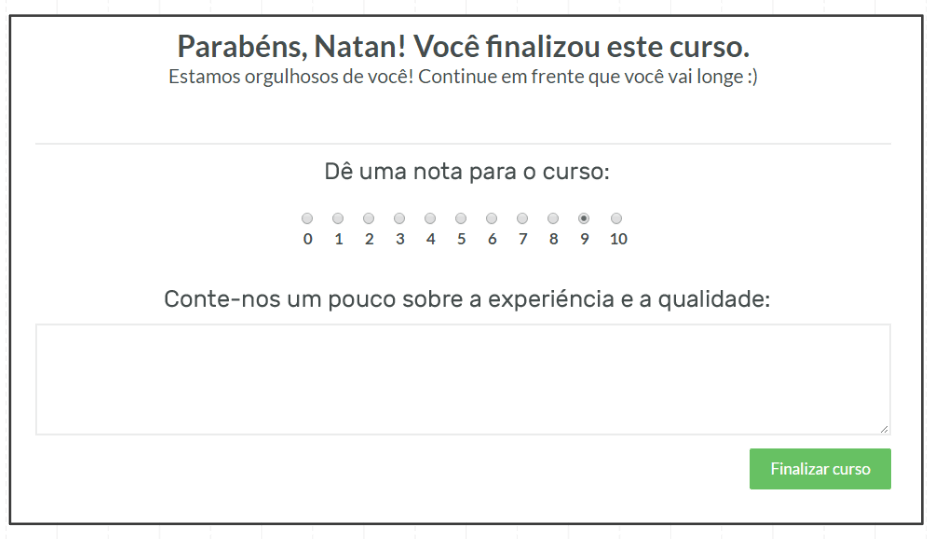 Parabéns, Natan! Você finalizou este curso.
Estamos orgulhosos de você! Continue em frente que você vai longe :)
Dê uma nota para o curso:
0 1 2 3 4 5 6 7 8 9 10
Conte-nos um pouco sobre a experiéncia e a qualidade:
Finalizar curso